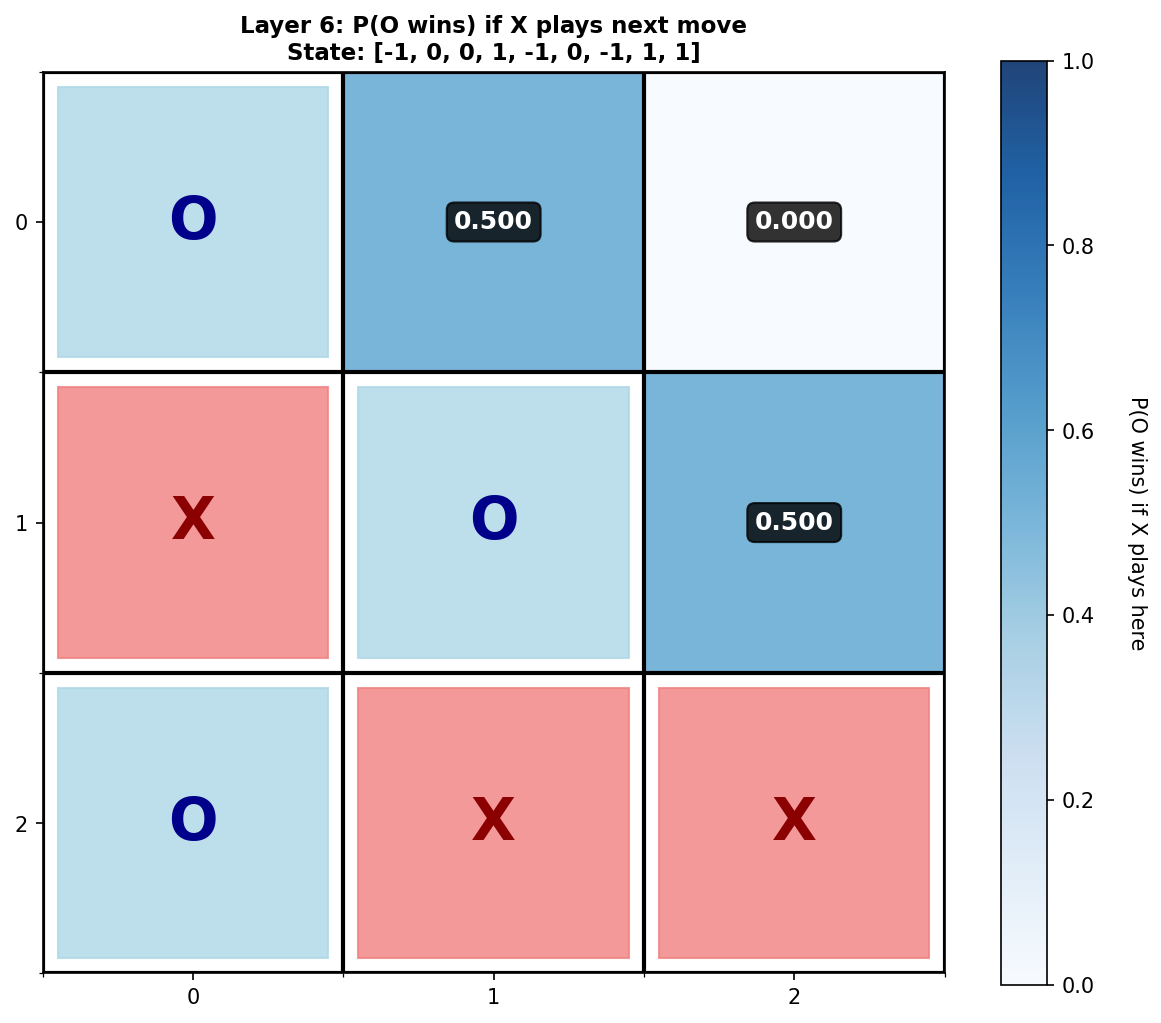 Layer 6: P(O wins) if X plays next move
State: [-1, 0, 0, 1, -1, 0, -1, 1, 1]
0
O
0.500
0.000
1
X
O
0.500
2
O
X
X
0
1
2
1.0
0.8
0.6
0.4
0.2
0.0
P(O wins) if X plays here